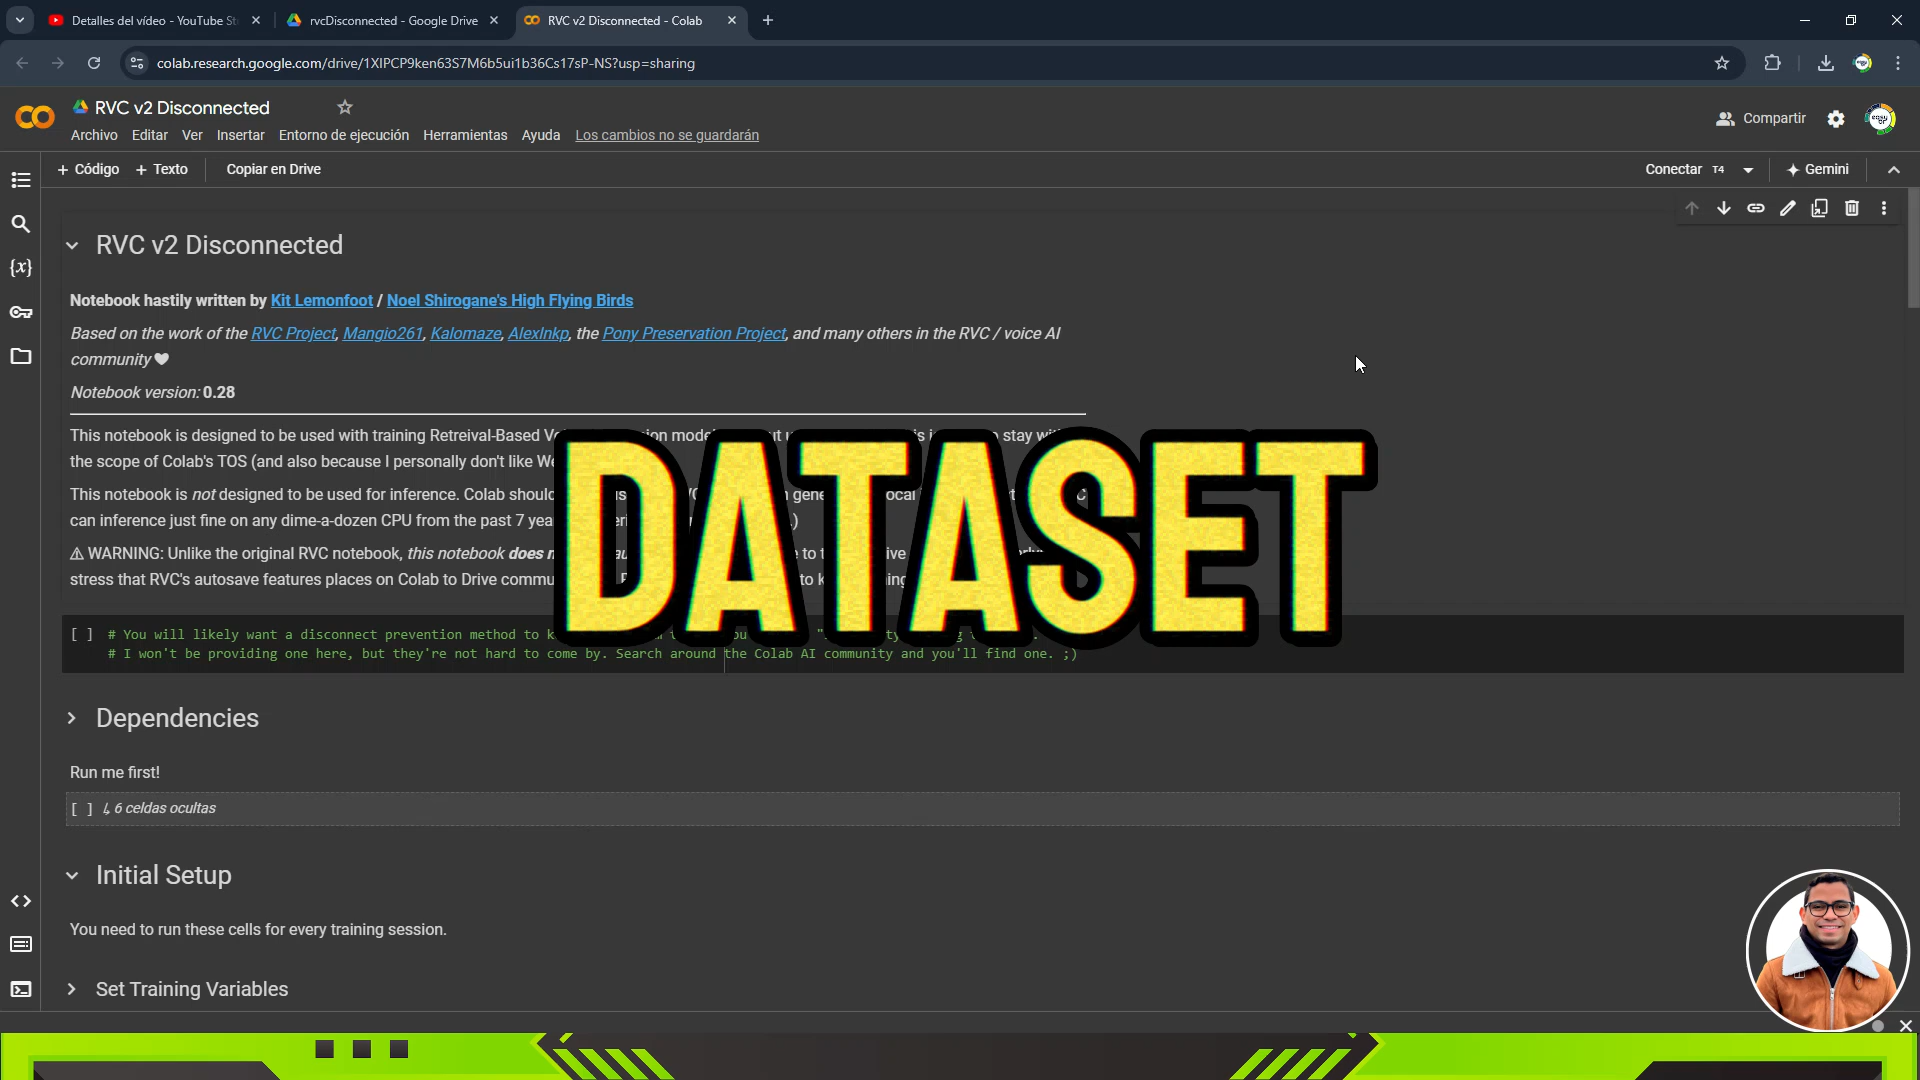 Detalles del vídeo - YouTube St
rvcDisconnected - Google Drive
RVC v2 Disconnected - Colab
colab.research.google.com/drive/1XIPCP9ken63S7M6b5ui1b36Cs17sP-NS?usp=sharing
RVC v2 Disconnected
Compartir
Archivo Editar Ver Insertar Entorno de ejecución Herramientas Ayuda Los cambios no se guardarán
+ Código + Texto Copiar en Drive
Conectar T4 Gemini
RVC v2 Disconnected
Notebook hastily written by Kit Lemonfoot / Noel Shirogane's High Flying Birds
Based on the work of the RVC Project, Mangio261, Kalomaze, AlexInkp, the Pony Preservation Project, and many others in the RVC / voice AI
community
Notebook version: 0.28
This notebook is designed to be used with training Retreival-Based stay
the scope of Colab's TOS (and also because I personally don't like
This notebook is not designed to be used for inference. Colab
can inference just fine on any dime-a-dozen CPU from the past 7
⚠ WARNING: Unlike the original RVC notebook, this notebook does
stress that RVC's autosave features places on Colab to Drive
DATASET
[ ] # You will likely want a disconnect prevention method to
# I won't be providing one here, but they're not hard to come by. Search around the Colab AI community and you'll find one. ;)
Dependencies
Run me first!
[ ] ↳ 6 celdas ocultas
Initial Setup
You need to run these cells for every training session.
Set Training Variables